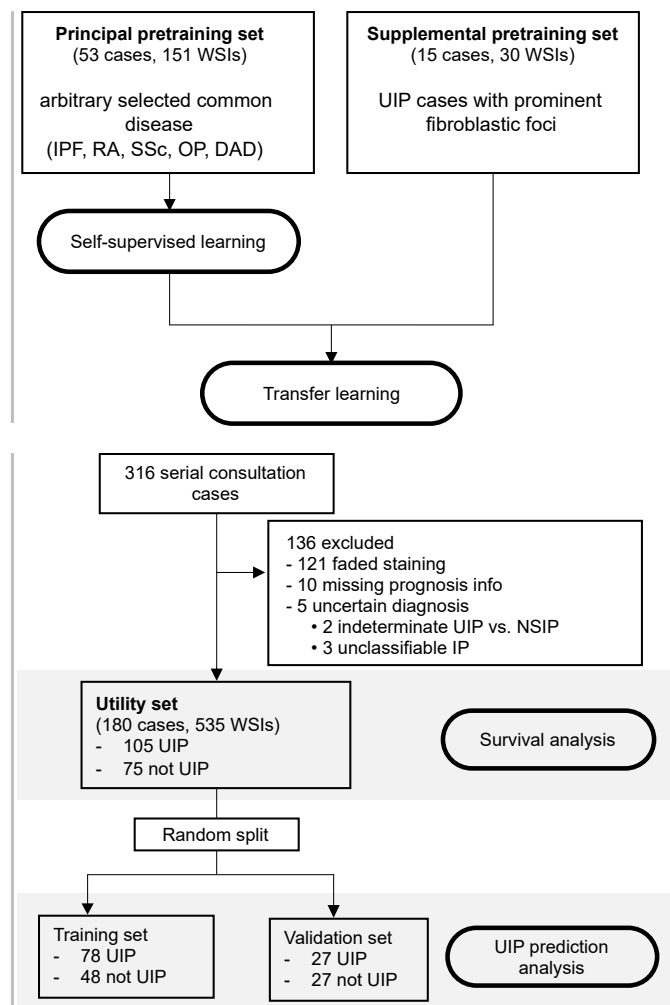 Principal pretraining set
(53 cases, 151 WSIs)
arbitrary selected common
disease
(IPF, RA, SSc, OP, DAD)
Supplemental pretraining set
(15 cases, 30 WSIs)
UIP cases with prominent
fibroblastic foci
Self-supervised learning
Transfer learning
316 serial consultation
cases
136 excluded
- 121 faded staining
- 10 missing prognosis info
- 5 uncertain diagnosis
• 2 indeterminate UIP vs. NSIP
• 3 unclassifiable IP
Utility set
(180 cases, 535 WSIs)
- 105 UIP
- 75 not UIP
Survival analysis
Random split
Training set
- 78 UIP
- 48 not UIP
Validation set
- 27 UIP
- 27 not UIP
UIP prediction
analysis